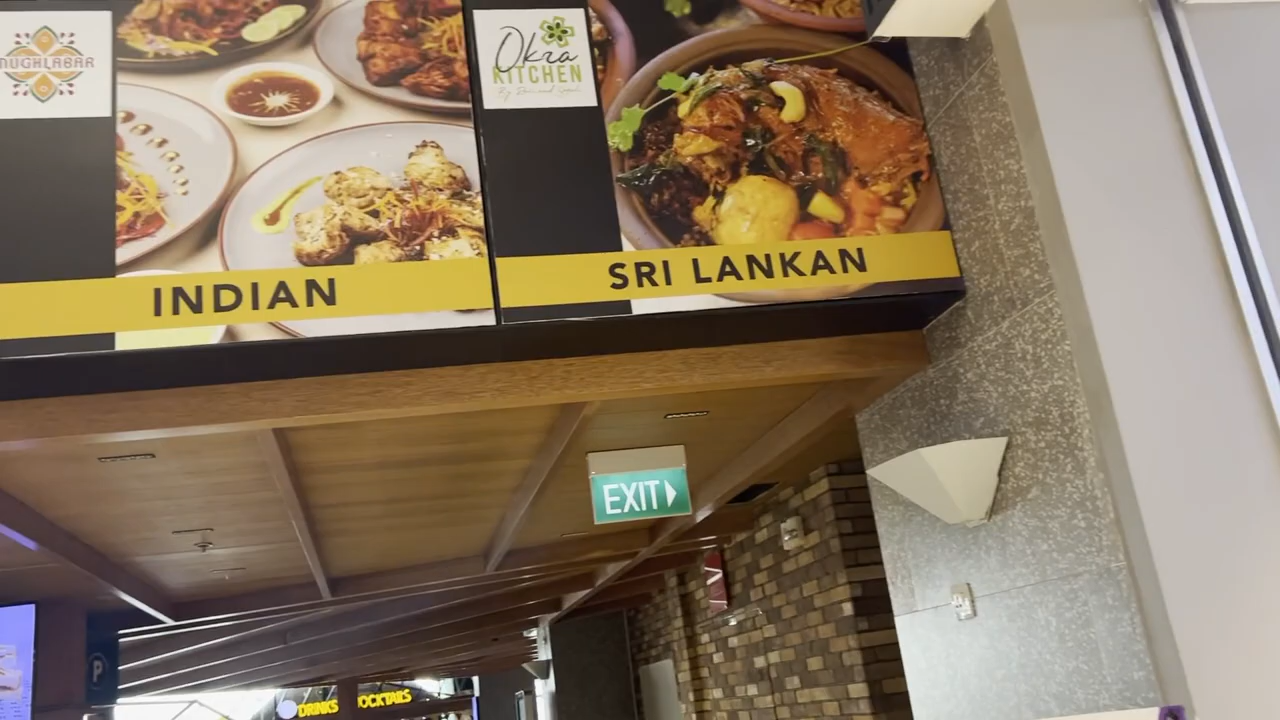 MUGHLABAR
INDIAN
Okra
KITCHEN
SRI LANKAN
EXIT
P
DRINKS
COCKTAILS